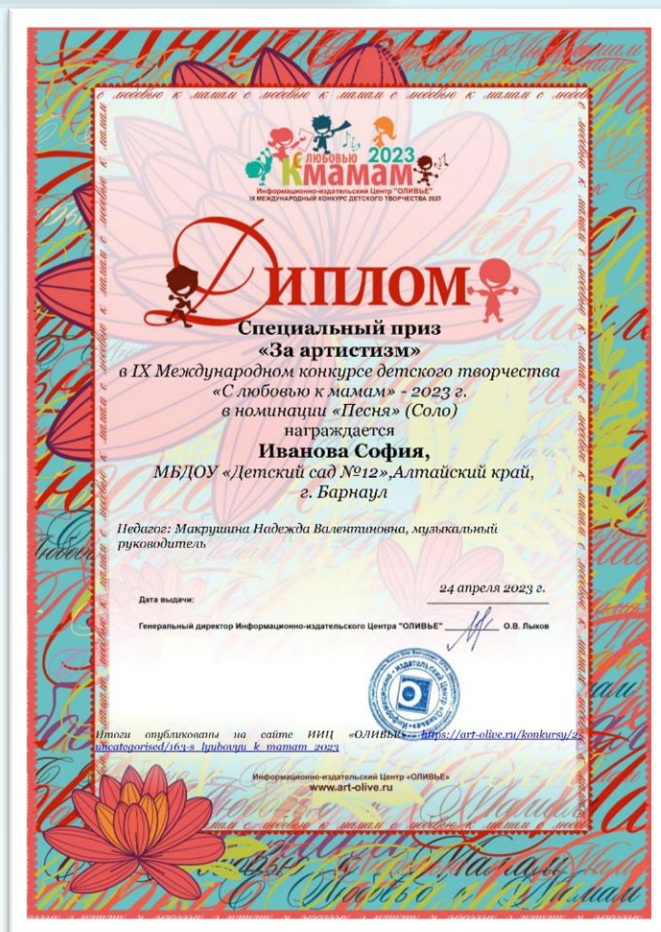 С ЛЮБОВЬЮ 2023
К мамам
Информационно-издательский Центр "ОЛИВЬЕ"
IX МЕЖДУНАРОДНЫЙ КОНКУРС ДЕТСКОГО ТВОРЧЕСТВА 2023
Диплом
Специальный приз
«За артистизм»
в IX Международном конкурсе детского творчества
«С любовью к мамам» - 2023 г.
в номинации «Песня» (Соло)
награждается
Иванова София,
МБДОУ «Детский сад №12»,Алтайский край,
г. Барнаул
Педагог: Макрушина Надежда Валентиновна, музыкальный
руководитель
24 апреля 2023 г.
Дата выдачи:
Генеральный директор Информационно-издательского Центра "ОЛИВЬЕ" О.В. Лыков
Итоги опубликованы на сайте ИИЦ «ОЛИВЬЕ» https://art-olive.ru/konkursy/2-
uncategorised/163-s_lyubovyu_k_mamam_2023
Информационно-издательский Центр «ОЛИВЬЕ»
www.art-olive.ru